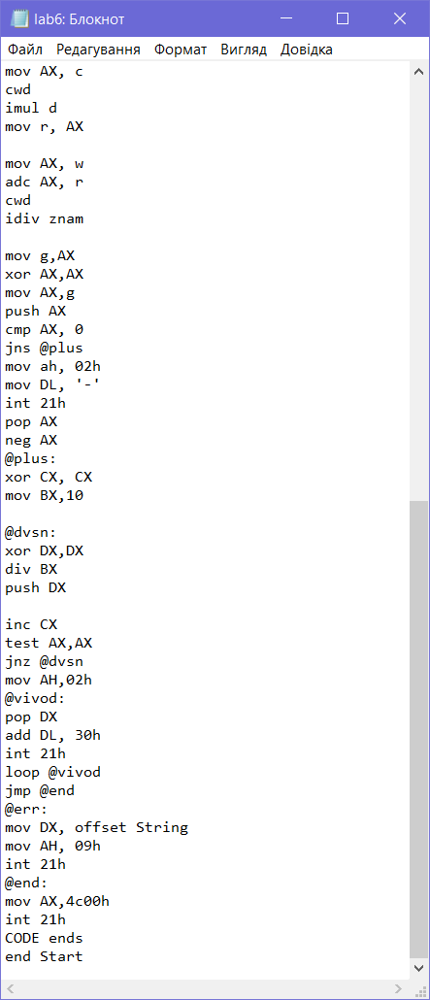 lab6: Блокнот
Файл Редагування Формат Вигляд Довідка
mov AX, c
cwd
imul d
mov r, AX

mov AX, w
adc AX, r
cwd
idiv znam

mov g,AX
xor AX,AX
mov AX,g
push AX
cmp AX, 0
jns @plus
mov ah, 02h
mov DL, '-'
int 21h
pop AX
neg AX
@plus:
xor CX, CX
mov BX,10

@dvsn:
xor DX,DX
div BX
push DX

inc CX
test AX,AX
jnz @dvsn
mov AH,02h
@vivod:
pop DX
add DL, 30h
int 21h
loop @vivod
jmp @end
@err:
mov DX, offset String
mov AH, 09h
int 21h
@end:
mov AX,4c00h
int 21h
CODE ends
end Start